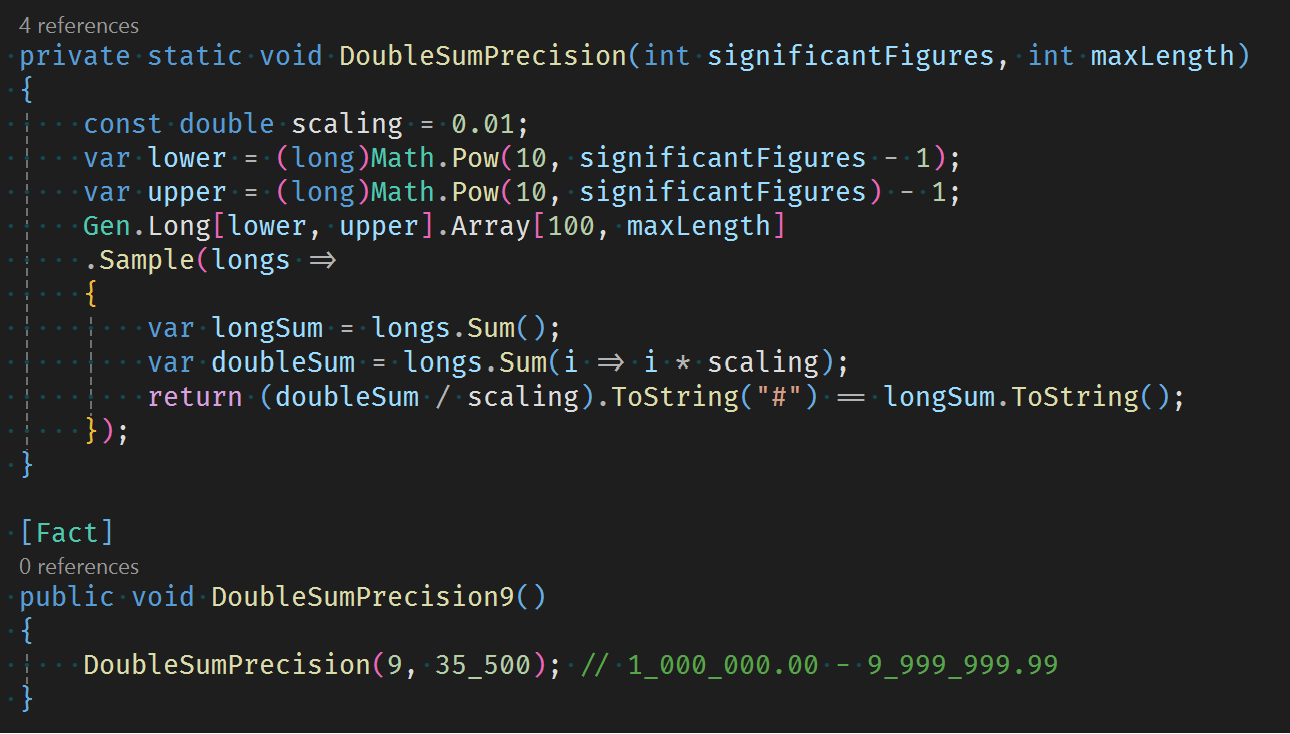 4 references
private static void DoubleSumPrecision(int significantFigures, int maxLength)
{
    const double scaling = 0.01;
    var lower = (long)Math.Pow(10, significantFigures - 1);
    var upper = (long)Math.Pow(10, significantFigures) - 1;
    Gen.Long[lower, upper].Array[100, maxLength]
    .Sample(longs =>
    {
        var longSum = longs.Sum();
        var doubleSum = longs.Sum(i => i * scaling);
        return (doubleSum / scaling).ToString("#") == longSum.ToString();
    });
}
[Fact]
0 references
public void DoubleSumPrecision9()
{
    DoubleSumPrecision(9, 35_500); // 1_000_000.00 - 9_999_999.99
}